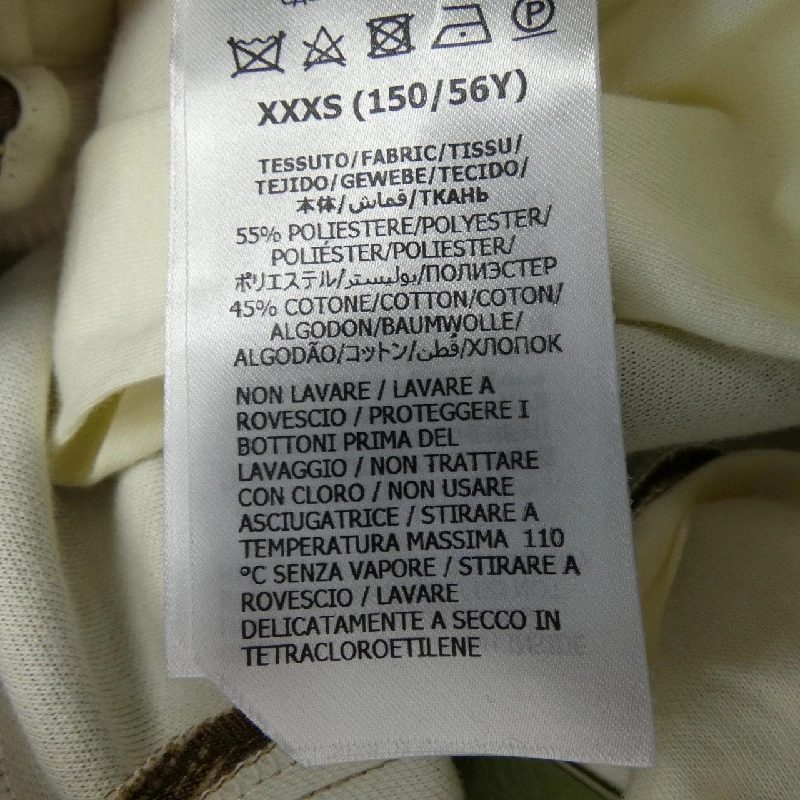 P
XXXS (150/56Y)
TESSUTO/FABRIC/TISSU/
TEJIDO/GEWEBE/TECIDO/
本体/قماش/ТКАНЬ
55% POLIESTERE/POLYESTER/
POLIÉSTER/POLIESTER/
ポリエステル/بوليستر/ПОЛИЭСТЕР
45% COTONE/COTTON/COTON/
ALGODON/BAUMWOLLE/
ALGODÃO/コットン/قطن/ХЛОПОК
NON LAVARE / LAVARE A
ROVESCIO / PROTEGGERE I
BOTTONI PRIMA DEL
LAVAGGIO / NON TRATTARE
CON CLORO / NON USARE
ASCIUGATRICE / STIRARE A
TEMPERATURA MASSIMA 110
°C SENZA VAPORE / STIRARE A
ROVESCIO / LAVARE
DELICATAMENTE A SECCO IN
TETRACLOROETILENE